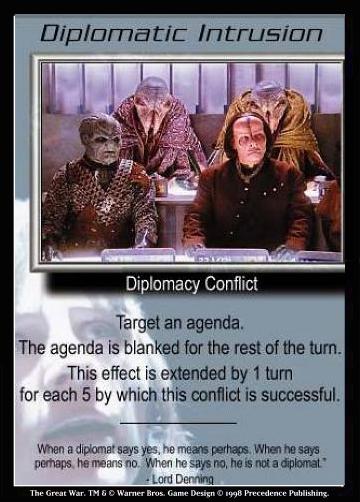 Diplomatic Intrusion
Diplomacy Conflict
Target an agenda.
The agenda is blanked for the rest of the turn.
This effect is extended by 1 turn
for each 5 by which this conflict is successful.
When a diplomat says yes, he means perhaps. When he says
perhaps, he means no. When he says no, he is not a diplomat."
- Lord Denning
The Great War. TM & © Warner Bros. Game Design © 1998 Precedence Publishing.